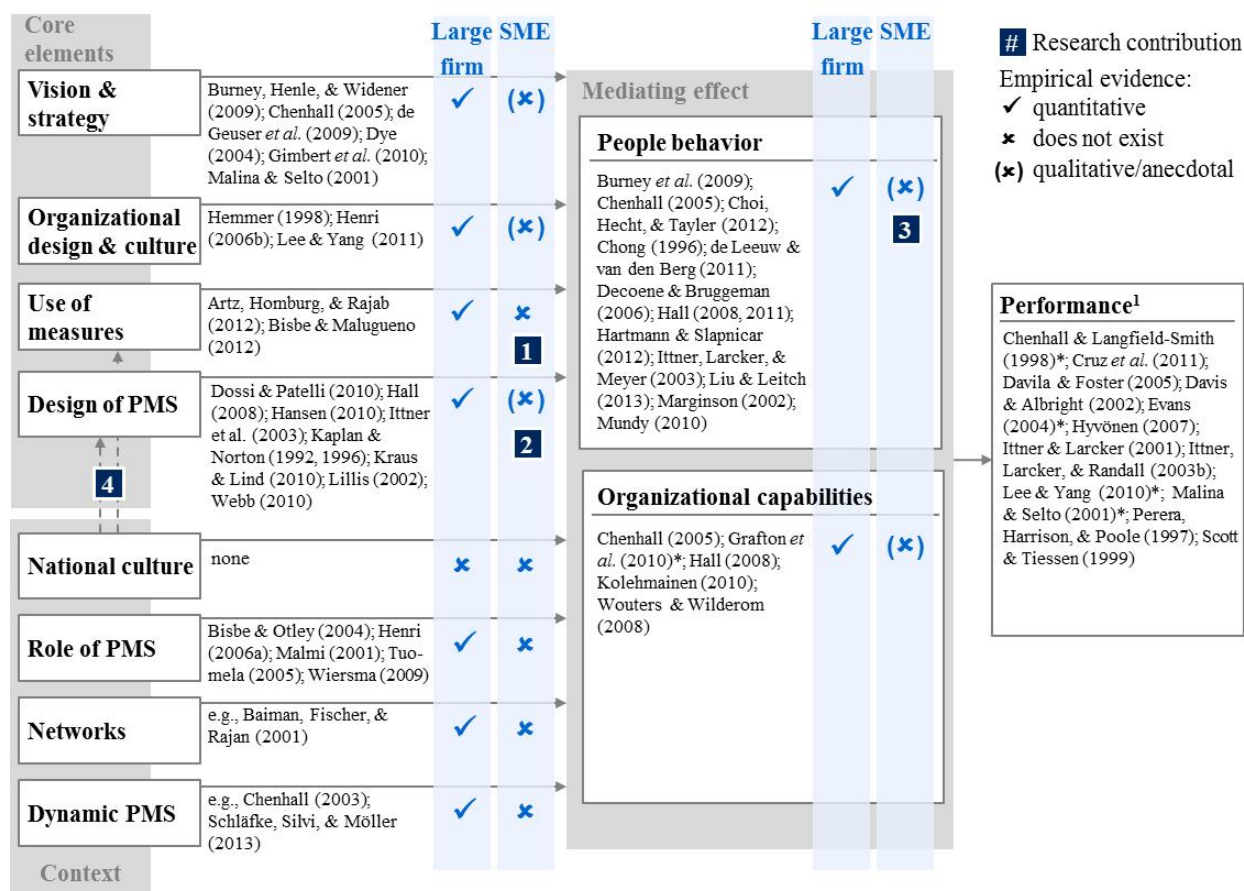 Core
elements
Large
firm
SME
Large
firm
SME
# Research contribution
Empirical evidence:
✓ quantitative
✗ does not exist
(✗) qualitative/anecdotal
Vision &
strategy
Burney, Henle, & Widener
(2009); Chenhall (2005); de
Geuser et al. (2009); Dye
(2004); Gimbert et al. (2010);
Malina & Selto (2001)
✓
(✗)
Organizational
design & culture
Hemmer (1998); Henri
(2006b); Lee & Yang (2011)
✓
(✗)
Use of
measures
Artz, Homburg, & Rajab
(2012); Bisbe & Malugueno
(2012)
✓
✗
1
Design of PMS
Dossi & Patelli (2010); Hall
(2008); Hansen (2010); Ittner
et al. (2003); Kaplan &
Norton (1992, 1996); Kraus
& Lind (2010); Lillis (2002);
Webb (2010)
✓
(✗)
2
4
National culture
none
✗
✗
Role of PMS
Bisbe & Otley (2004); Henri
(2006a); Malmi (2001); Tuo-
mela (2005); Wiersma (2009)
✓
✗
Networks
e.g., Baiman, Fischer, &
Rajan (2001)
✓
✗
Dynamic PMS
e.g., Chenhall (2003);
Schläfke, Silvi, & Möller
(2013)
✓
✗
Context
Mediating effect
People behavior
Burney et al. (2009);
Chenhall (2005); Choi,
Hecht, & Tayler (2012);
Chong (1996); de Leeuw &
van den Berg (2011);
Decoene & Bruggeman
(2006); Hall (2008, 2011);
Hartmann & Slapnicar
(2012); Ittner, Larcker, &
Meyer (2003); Liu & Leitch
(2013); Marginson (2002);
Mundy (2010)
✓
(✗)
3
Organizational capabilities
Chenhall (2005); Grafton et
al. (2010)*; Hall (2008);
Kolehmainen (2010);
Wouters & Wilderom
(2008)
✓
(✗)
Performance¹
Chenhall & Langfield-Smith
(1998)*; Cruz et al. (2011);
Davila & Foster (2005); Davis
& Albright (2002); Evans
(2004)*; Hyvönen (2007);
Ittner & Larcker (2001); Ittner,
Larcker, & Randall (2003b);
Lee & Yang (2010)*; Malina
& Selto (2001)*; Perera,
Harrison, & Poole (1997); Scott
& Tiessen (1999)